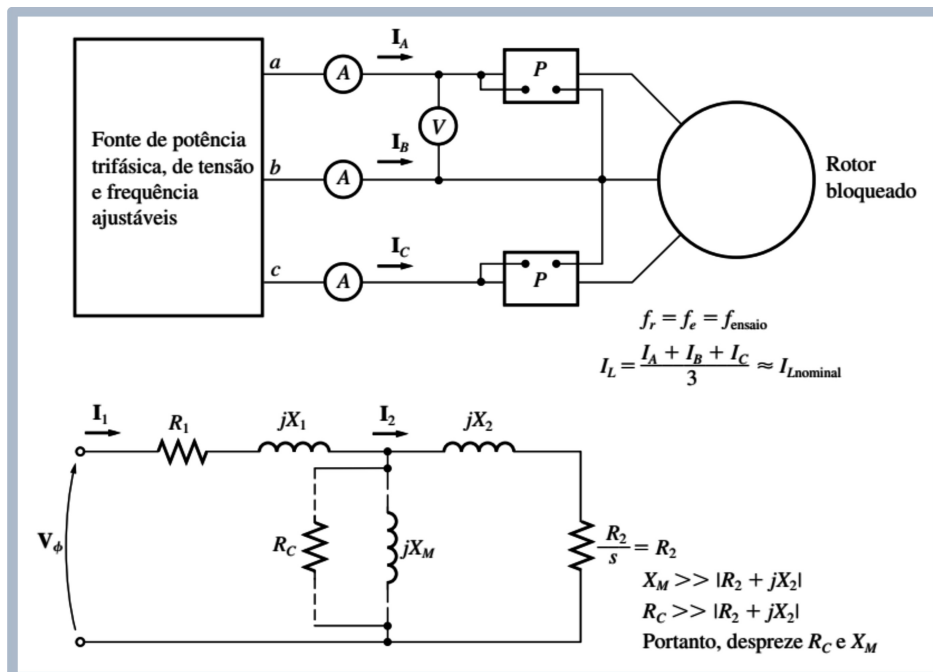 Fonte de potência
trifásica, de tensão
e frequência
ajustáveis
a
A
I_A
P
V
b
A
I_B
Rotor
bloqueado
c
A
I_C
P
f_r = f_e = f_ensaio
I_L = (I_A + I_B + I_C)/3 ≈ I_Lnominal
I_1
R_1
jX_1
I_2
jX_2
V_ϕ
R_C
jX_M
R_2/s = R_2
X_M >> |R_2 + jX_2|
R_C >> |R_2 + jX_2|
Portanto, despreze R_C e X_M